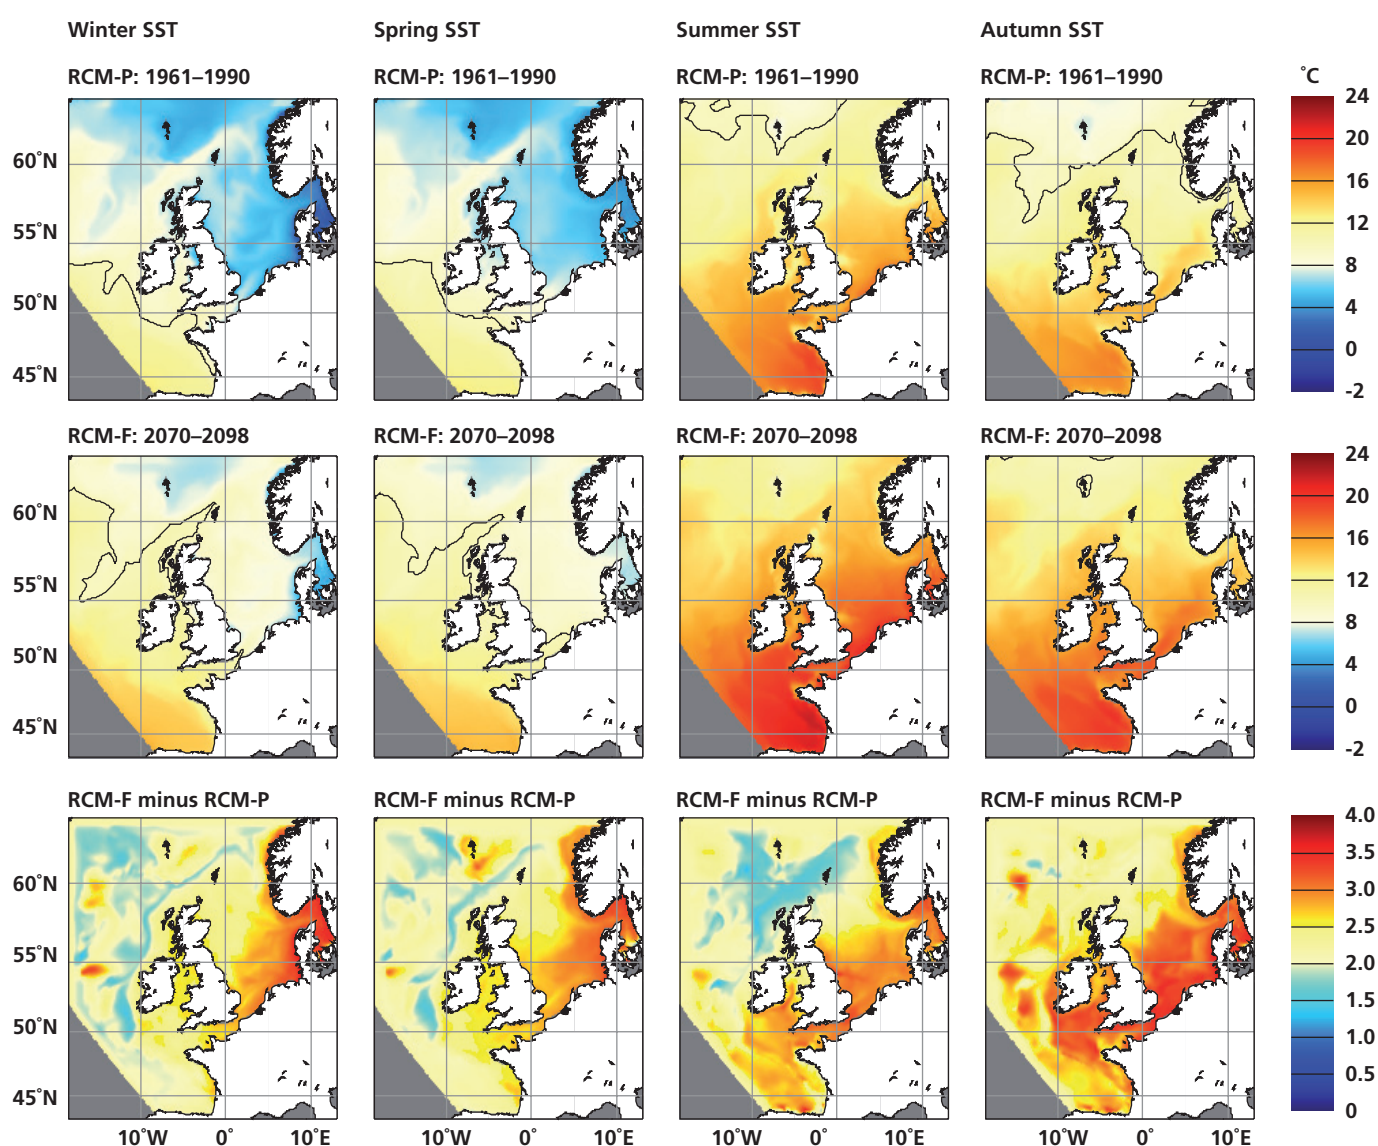 Winter SST Spring SST Summer SST Autumn SST
RCM-P: 1961–1990 RCM-P: 1961–1990 RCM-P: 1961–1990 RCM-P: 1961–1990 ˚C
24
20
60˚N
16
55˚N
12
8
50˚N
4
0
45˚N
-2
RCM-F: 2070–2098 RCM-F: 2070–2098 RCM-F: 2070–2098 RCM-F: 2070–2098
24
20
60˚N
16
55˚N
12
8
50˚N
4
0
45˚N
-2
RCM-F minus RCM-P RCM-F minus RCM-P RCM-F minus RCM-P RCM-F minus RCM-P
4.0
3.5
60˚N
3.0
2.5
55˚N
2.0
1.5
50˚N
1.0
0.5
45˚N
0
10˚W 0˚ 10˚E 10˚W 0˚ 10˚E 10˚W 0˚ 10˚E 10˚W 0˚ 10˚E